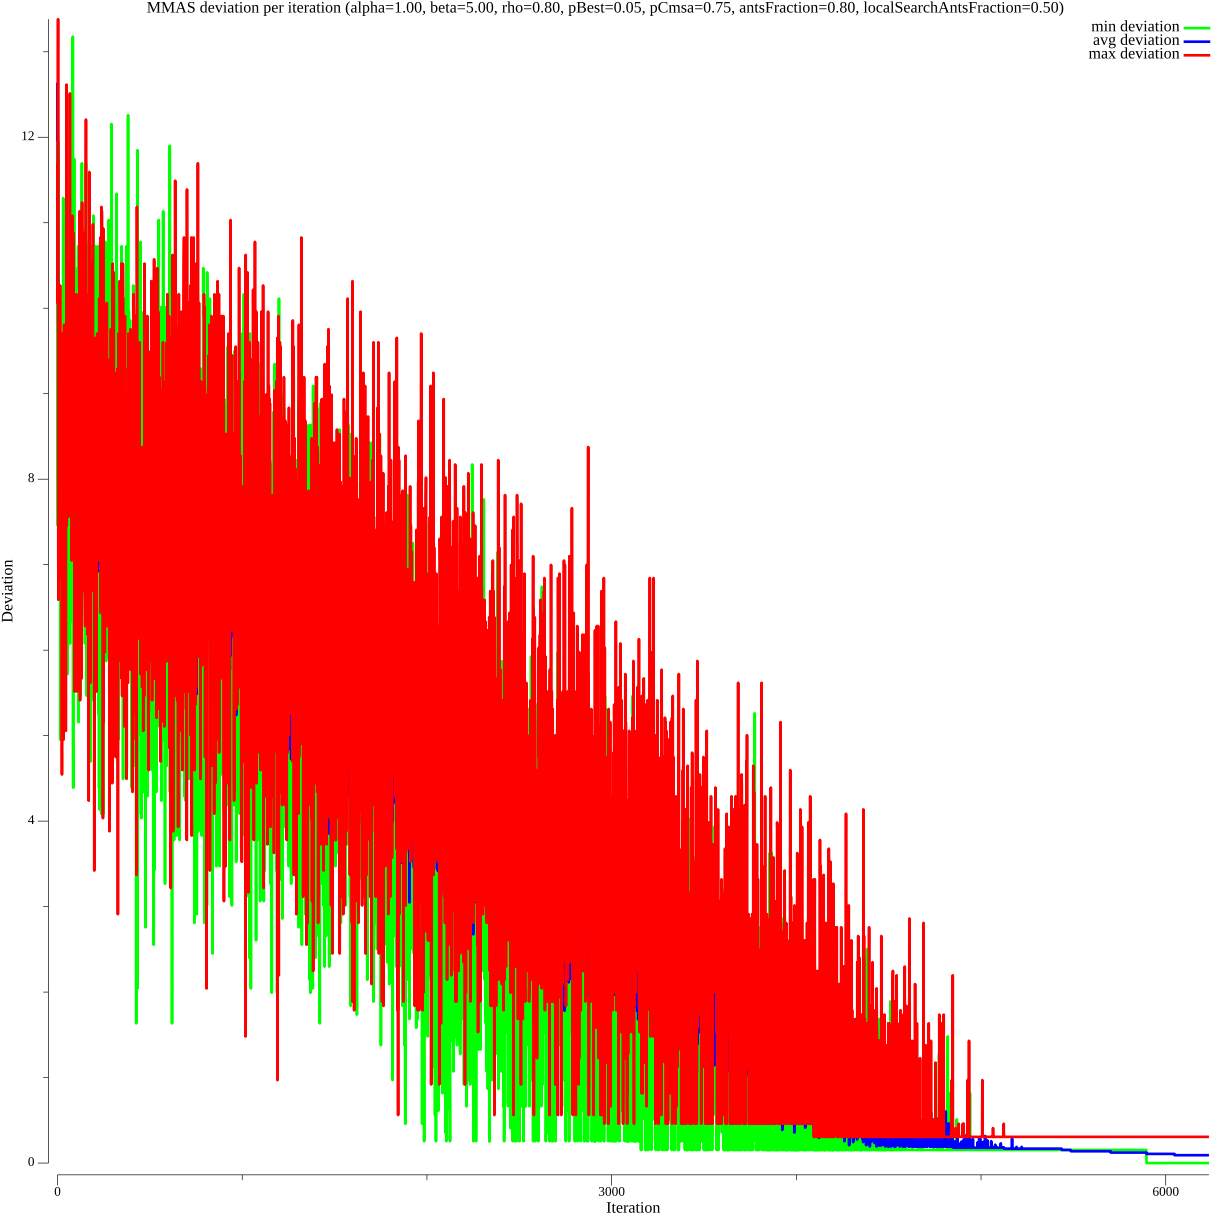 MMAS deviation per iteration (alpha=1.00, beta=5.00, rho=0.80, pBest=0.05, pCmsa=0.75, antsFraction=0.80, localSearchAntsFraction=0.50)
min deviation
avg deviation
max deviation
12
8
4
0
Deviation
0
3000
6000
Iteration